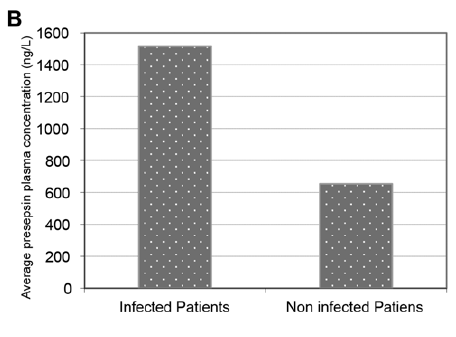 B
Average presepsin plasma concentration (ng/L)
1600
1400
1200
1000
800
600
400
200
0
Infected Patients
Non infected Patiens